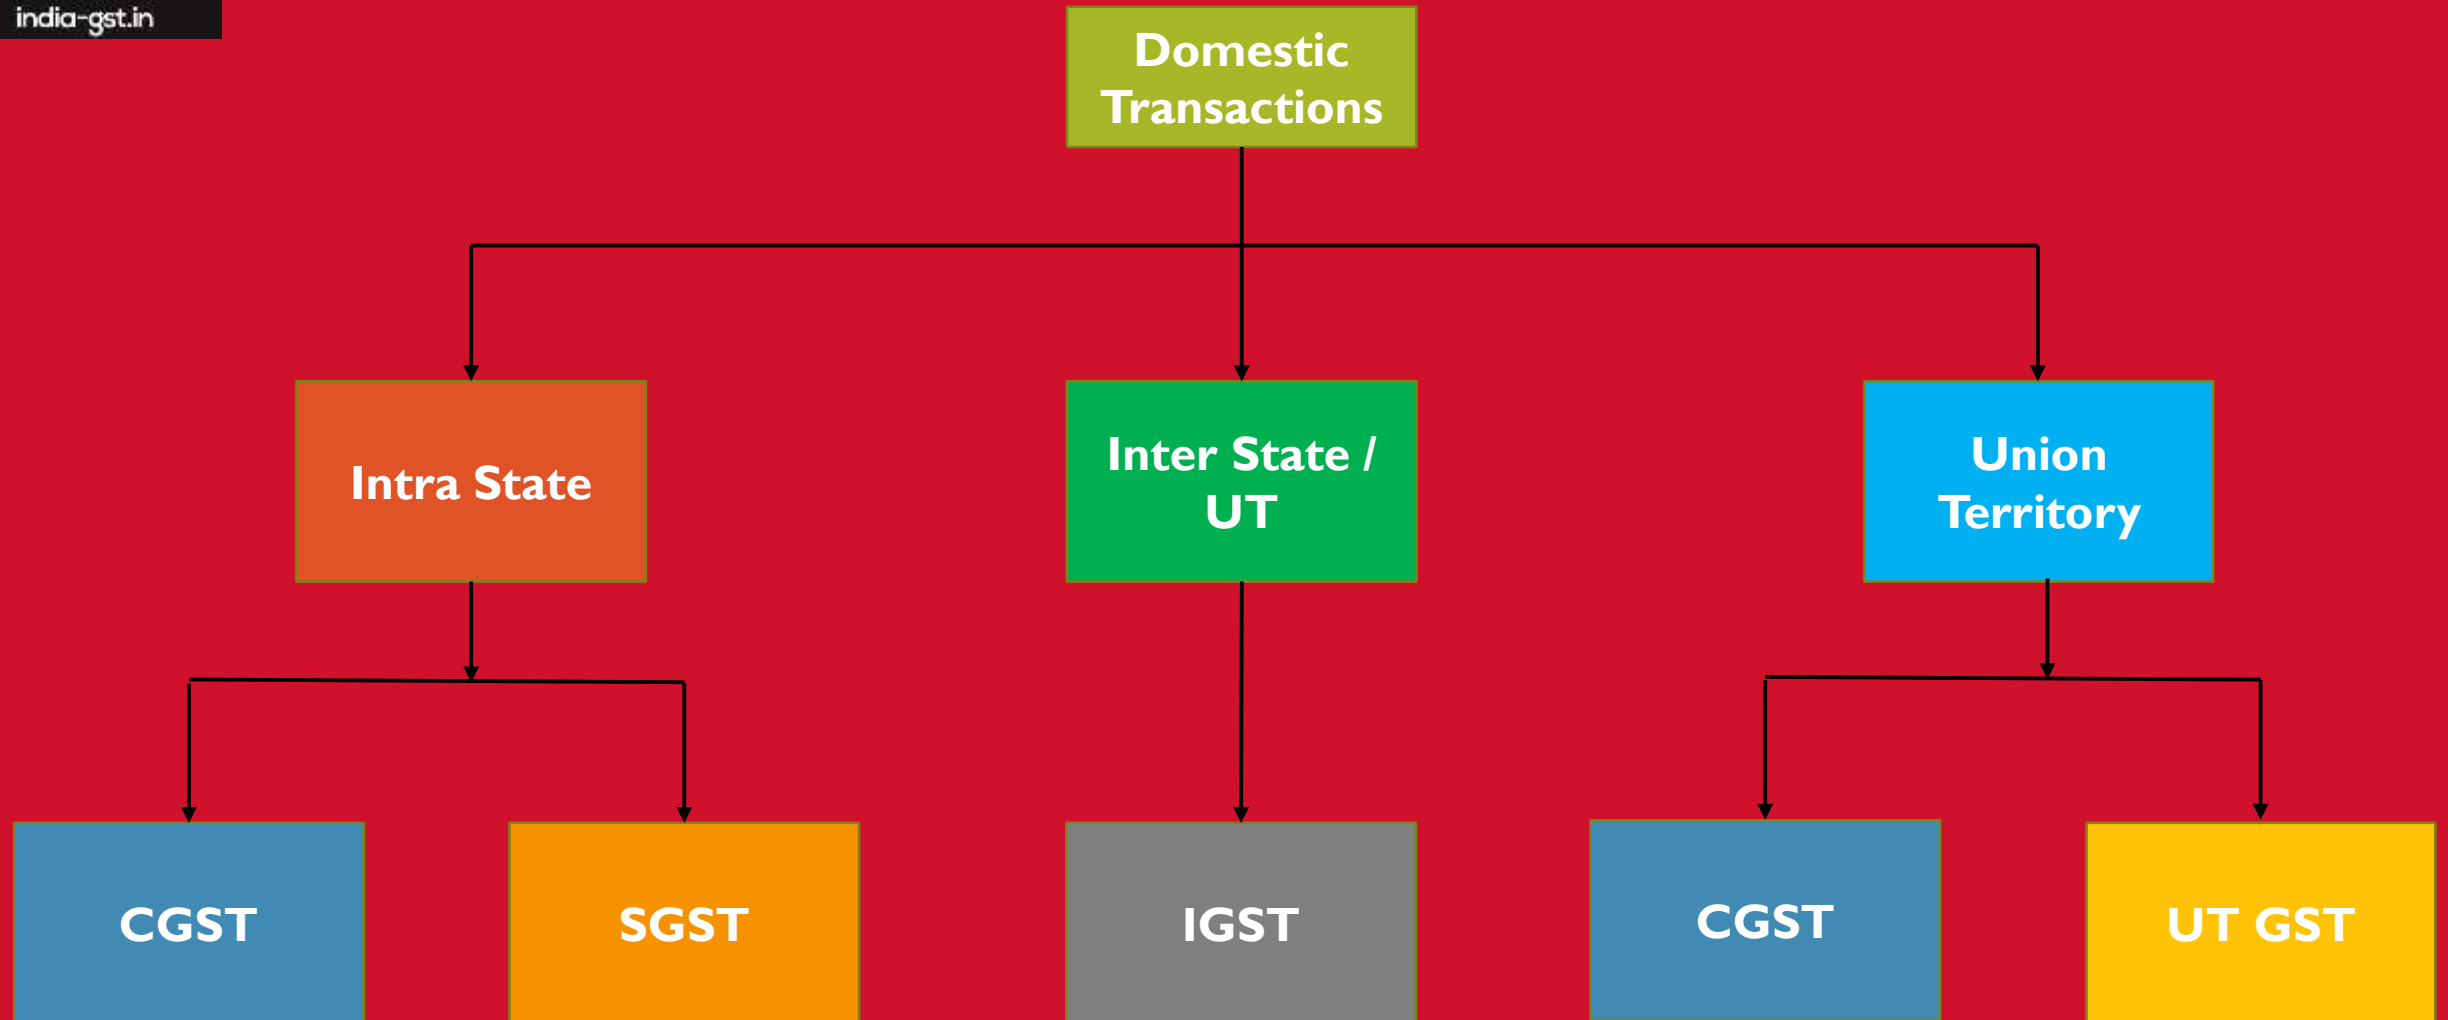 india-gst.in
Domestic
Transactions
Intra State
Inter State /
UT
Union
Territory
CGST
SGST
IGST
CGST
UT GST